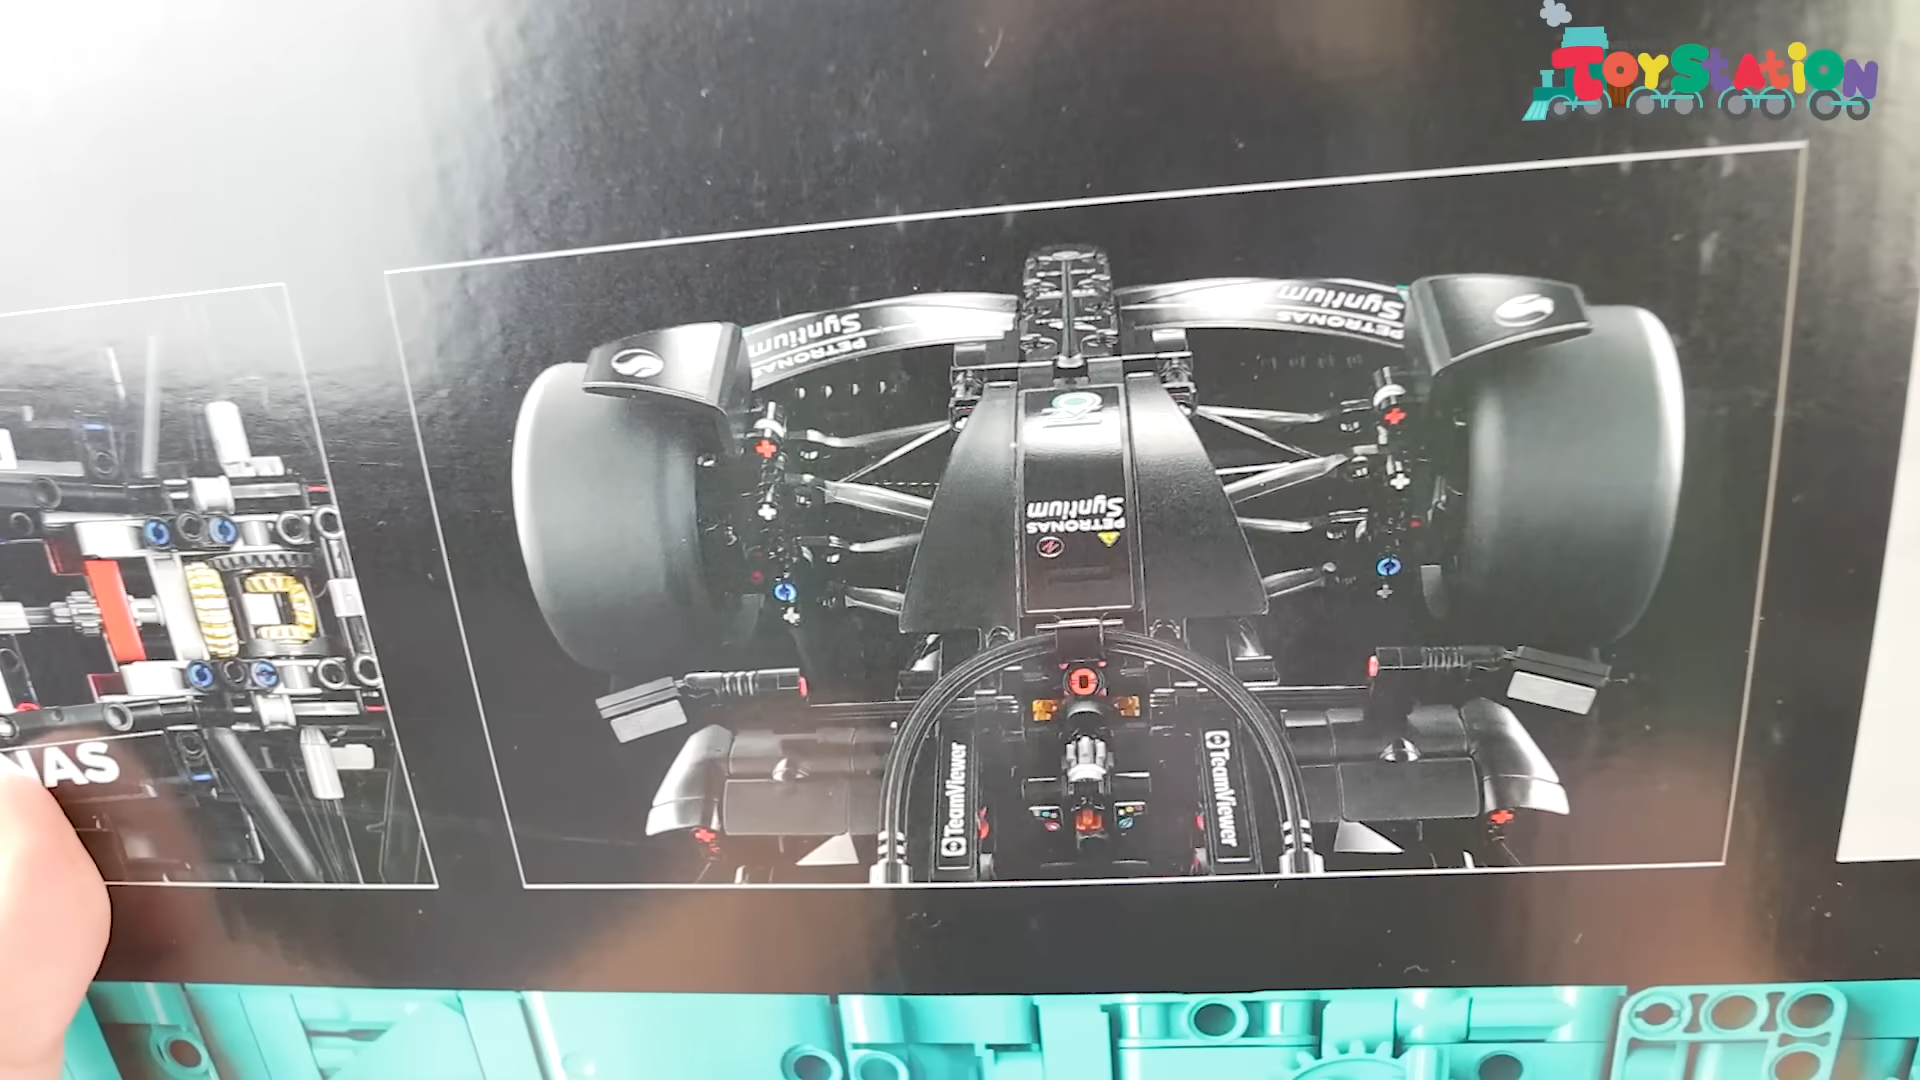 ToyStation
Syntium
PETRONAS
Syntium
PETRONAS
Syntium
PETRONAS
TeamViewer
TeamViewer
NAS